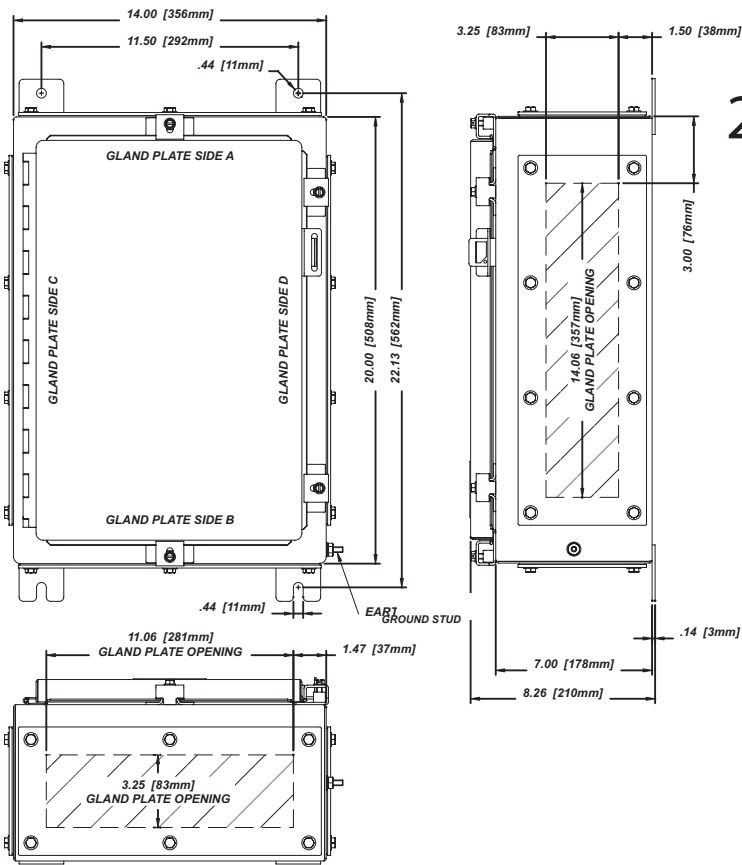 14.00 [356mm]
11.50 [292mm]
.44 [11mm]
3.25 [83mm]
1.50 [38mm]
2
GLAND PLATE SIDE A
GLAND PLATE SIDE C
GLAND PLATE SIDE D
20.00 [508mm]
22.13 [562mm]
3.00 [76mm]
14.06 [357mm]
GLAND PLATE OPENING
GLAND PLATE SIDE B
.44 [11mm]
EART
GROUND STUD
11.06 [281mm]
GLAND PLATE OPENING
1.47 [37mm]
.14 [3mm]
7.00 [178mm]
8.26 [210mm]
3.25 [83mm]
GLAND PLATE OPENING